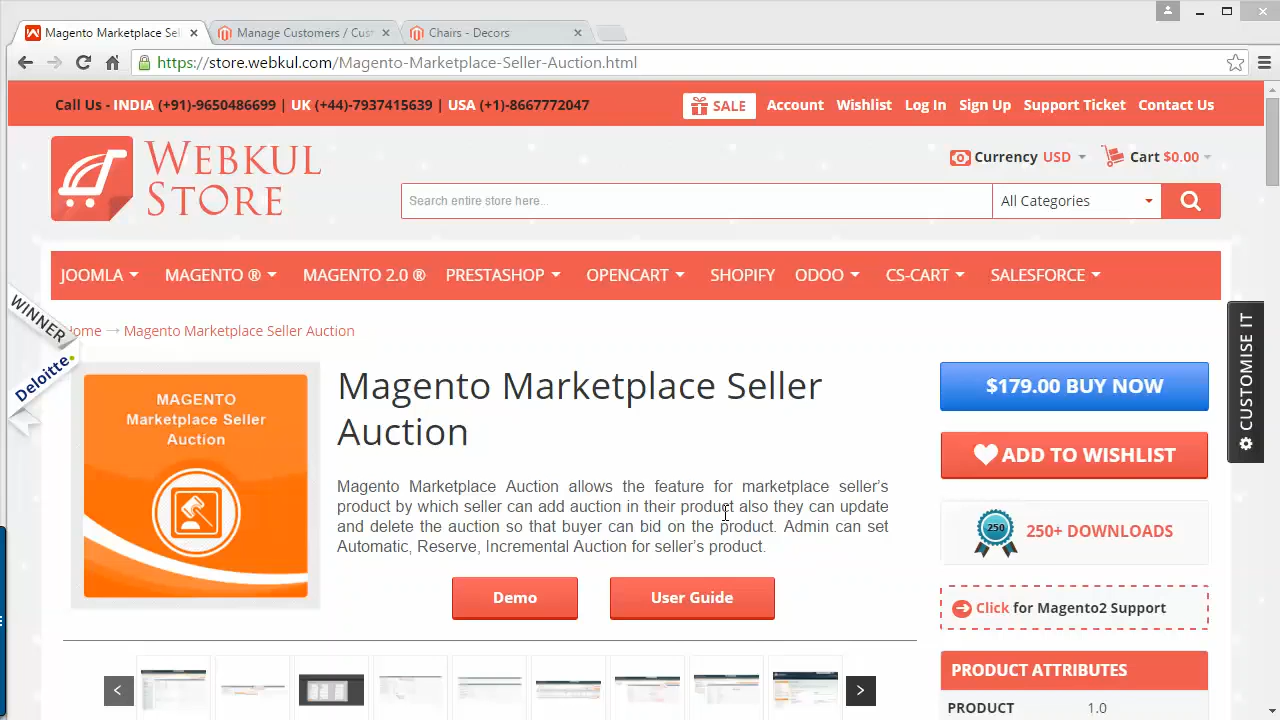 Magento Marketplace Sel
Manage Customers / Cust
Chairs - Decors
https://store.webkul.com/Magento-Marketplace-Seller-Auction.html
Call Us - INDIA (+91)-9650486699 | UK (+44)-7937415639 | USA (+1)-8667772047
SALE Account Wishlist Log In Sign Up Support Ticket Contact Us
WEBKUL
STORE
Currency USD Cart $0.00
Search entire store here... All Categories
JOOMLA MAGENTO ® MAGENTO 2.0 ® PRESTASHOP OPENCART SHOPIFY ODOO CS-CART SALESFORCE
WINNER
Deloitte.
Home → Magento Marketplace Seller Auction
MAGENTO
Marketplace Seller
Auction
Magento Marketplace Seller
Auction
Magento Marketplace Auction allows the feature for marketplace seller's
product by which seller can add auction in their product also they can update
and delete the auction so that buyer can bid on the product. Admin can set
Automatic, Reserve, Incremental Auction for seller's product.
Demo User Guide
$179.00 BUY NOW
ADD TO WISHLIST
250 250+ DOWNLOADS
Click for Magento2 Support
PRODUCT ATTRIBUTES
PRODUCT 1.0
CUSTOMISE IT